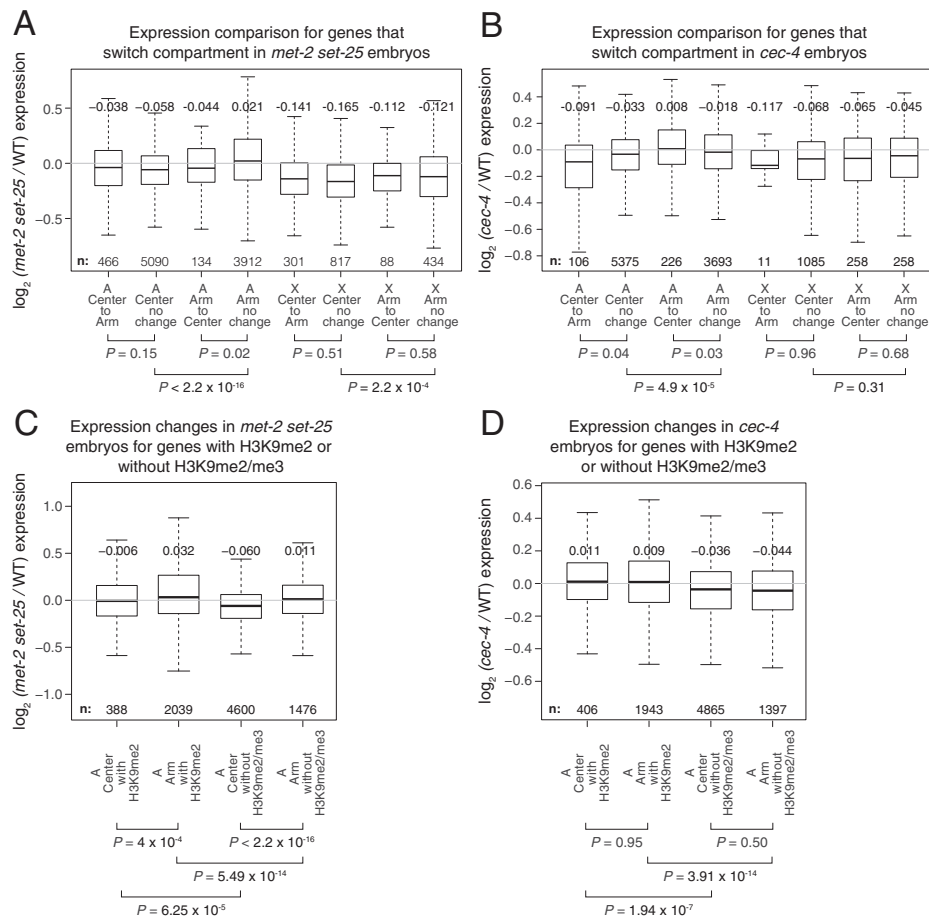 A
Expression comparison for genes that
switch compartment in met-2 set-25 embryos
log2 (met-2 set-25 / WT) expression
0.5
0.0
−0.5
−0.038 −0.058 −0.044 0.021 −0.141 −0.165 −0.112 −0.121
n: 466 5090 134 3912 301 817 88 434
A Center to Arm
A Center no change
A Arm to Center
A Arm no change
X Center to Arm
X Center no change
X Arm to Center
X Arm no change
P = 0.15 P = 0.02 P = 0.51 P = 0.58
P < 2.2 x 10-16 P = 2.2 x 10-4
B
Expression comparison for genes that
switch compartment in cec-4 embryos
log2 (cec-4 / WT) expression
0.4
0.2
−0.0
−0.2
−0.4
−0.6
−0.8
−0.091 −0.033 0.008 −0.018 −0.117 −0.068 −0.065 −0.045
n: 106 5375 226 3693 11 1085 258 258
A Center to Arm
A Center no change
A Arm to Center
A Arm no change
X Center to Arm
X Center no change
X Arm to Center
X Arm no change
P = 0.04 P = 0.03 P = 0.96 P = 0.68
P = 4.9 x 10-5 P = 0.31
C
Expression changes in met-2 set-25
embryos for genes with H3K9me2 or
without H3K9me2/me3
log2 (met-2 set-25 / WT) expression
1.0
0.5
0.0
−0.5
−1.0
−0.006 0.032 −0.060 0.011
n: 388 2039 4600 1476
A Center with H3K9me2
A Arm with H3K9me2
A Center without H3K9me2/me3
A Arm without H3K9me2/me3
P = 4 x 10-4 P < 2.2 x 10-16
P = 5.49 x 10-14
P = 6.25 x 10-5
D
Expression changes in cec-4
embryos for genes with H3K9me2
or without H3K9me2/me3
log2 (cec-4 / WT) expression
0.6
0.4
0.2
−0.0
−0.2
−0.4
−0.6
0.011 0.009 −0.036 −0.044
n: 406 1943 4865 1397
A Center with H3K9me2
A Arm with H3K9me2
A Center without H3K9me2/me3
A Arm without H3K9me2/me3
P = 0.95 P = 0.50
P = 3.91 x 10-14
P = 1.94 x 10-7